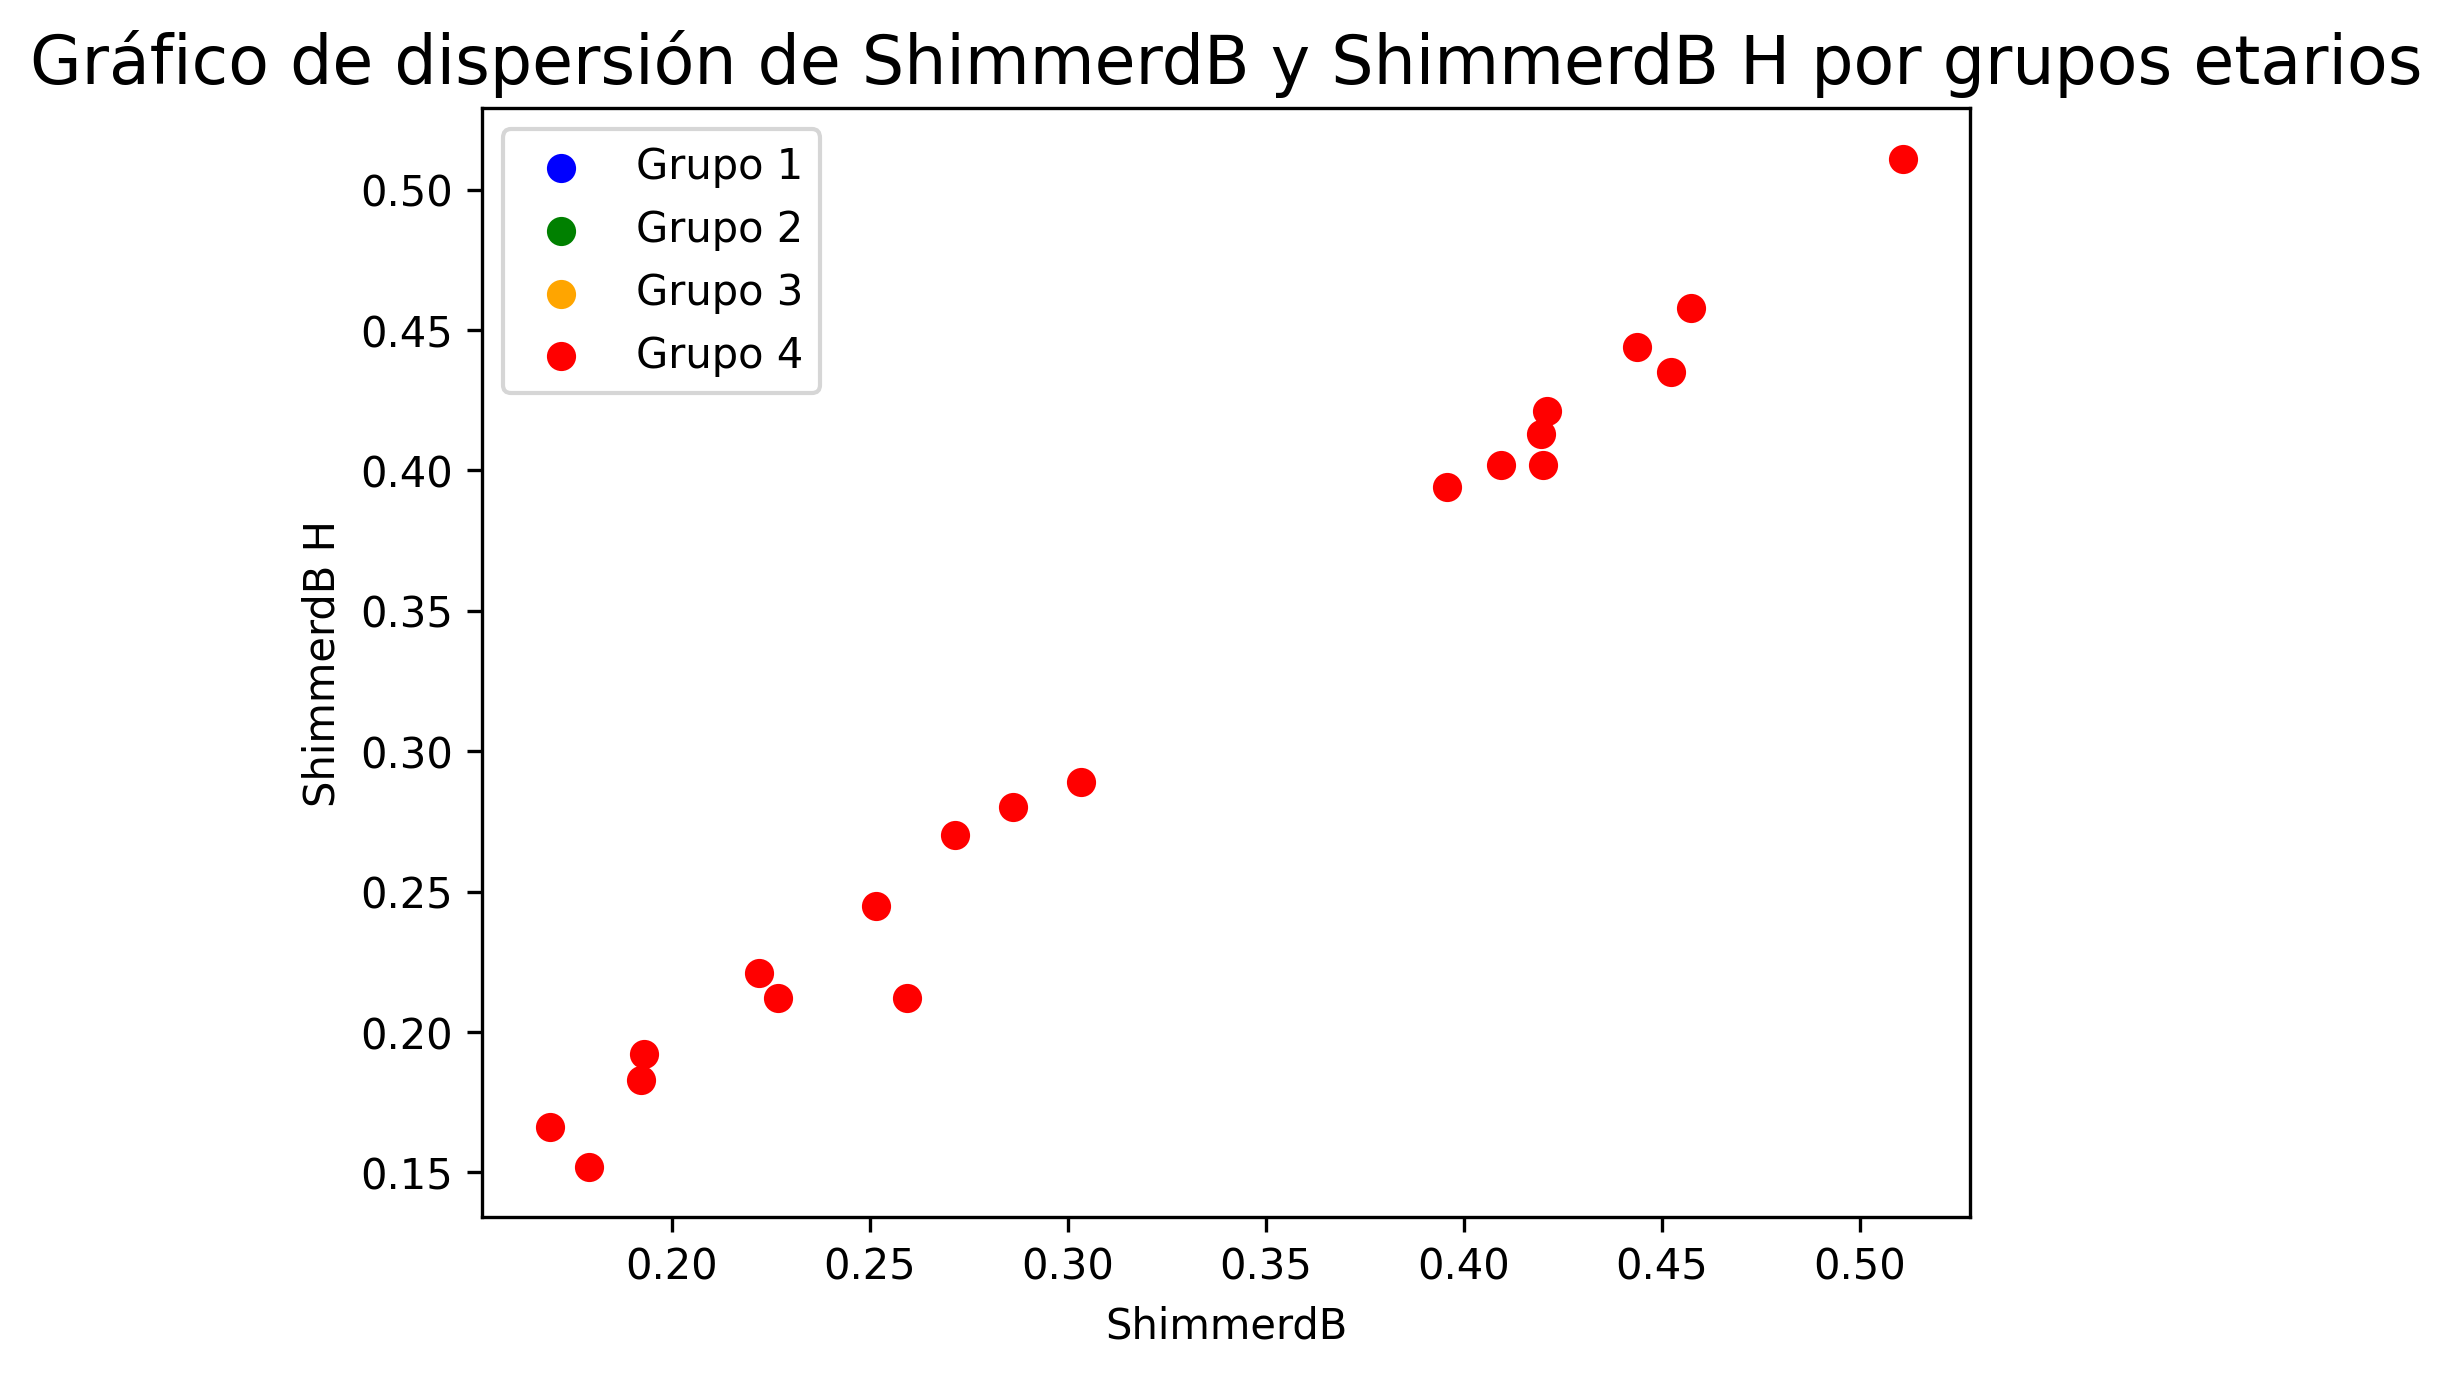 Gráfico de dispersión de ShimmerdB y ShimmerdB H por grupos etarios
Grupo 1
Grupo 2
Grupo 3
Grupo 4
ShimmerdB H
0.50
0.45
0.40
0.35
0.30
0.25
0.20
0.15
0.20 0.25 0.30 0.35 0.40 0.45 0.50
ShimmerdB